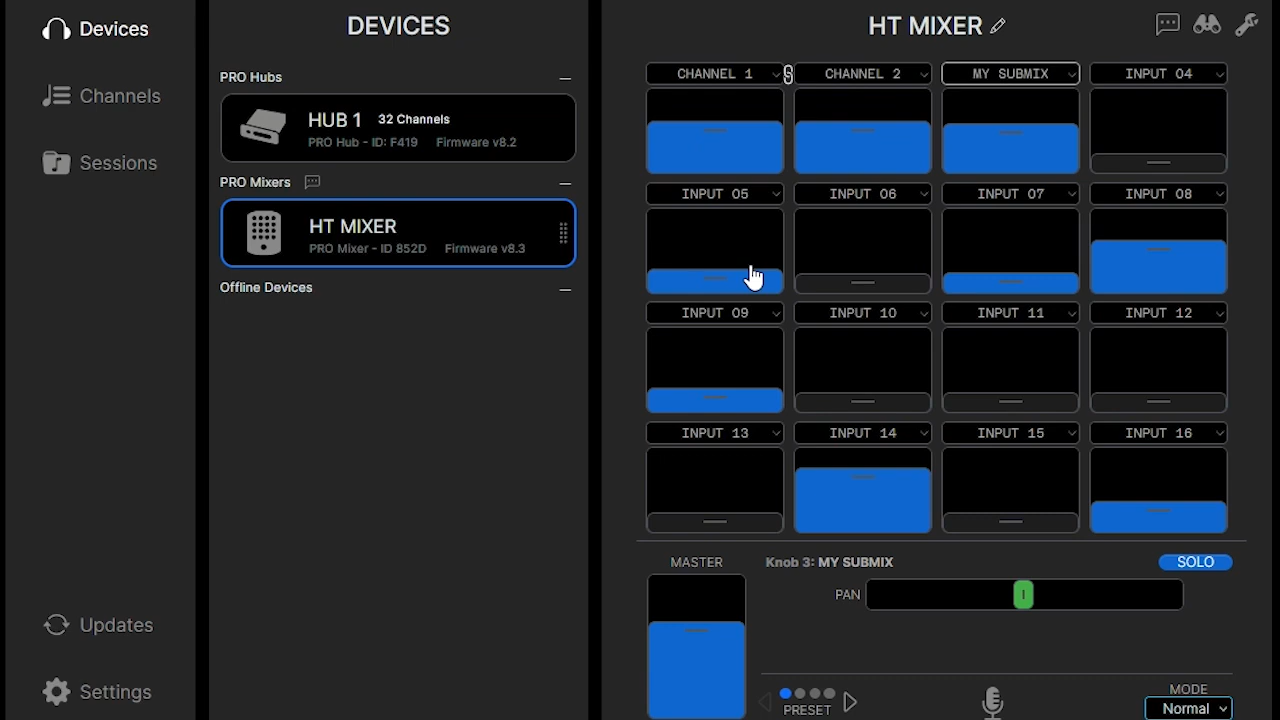 Devices
Channels
Sessions
Updates
Settings
DEVICES
PRO Hubs
HUB 1 32 Channels
PRO Hub - ID: F419 Firmware v8.2
PRO Mixers
HT MIXER
PRO Mixer - ID 852D Firmware v8.3
Offline Devices
HT MIXER
CHANNEL 1 CHANNEL 2 MY SUBMIX INPUT 04
INPUT 05 INPUT 06 INPUT 07 INPUT 08
INPUT 09 INPUT 10 INPUT 11 INPUT 12
INPUT 13 INPUT 14 INPUT 15 INPUT 16
MASTER Knob 3: MY SUBMIX SOLO
PAN
PRESET
MODE
Normal